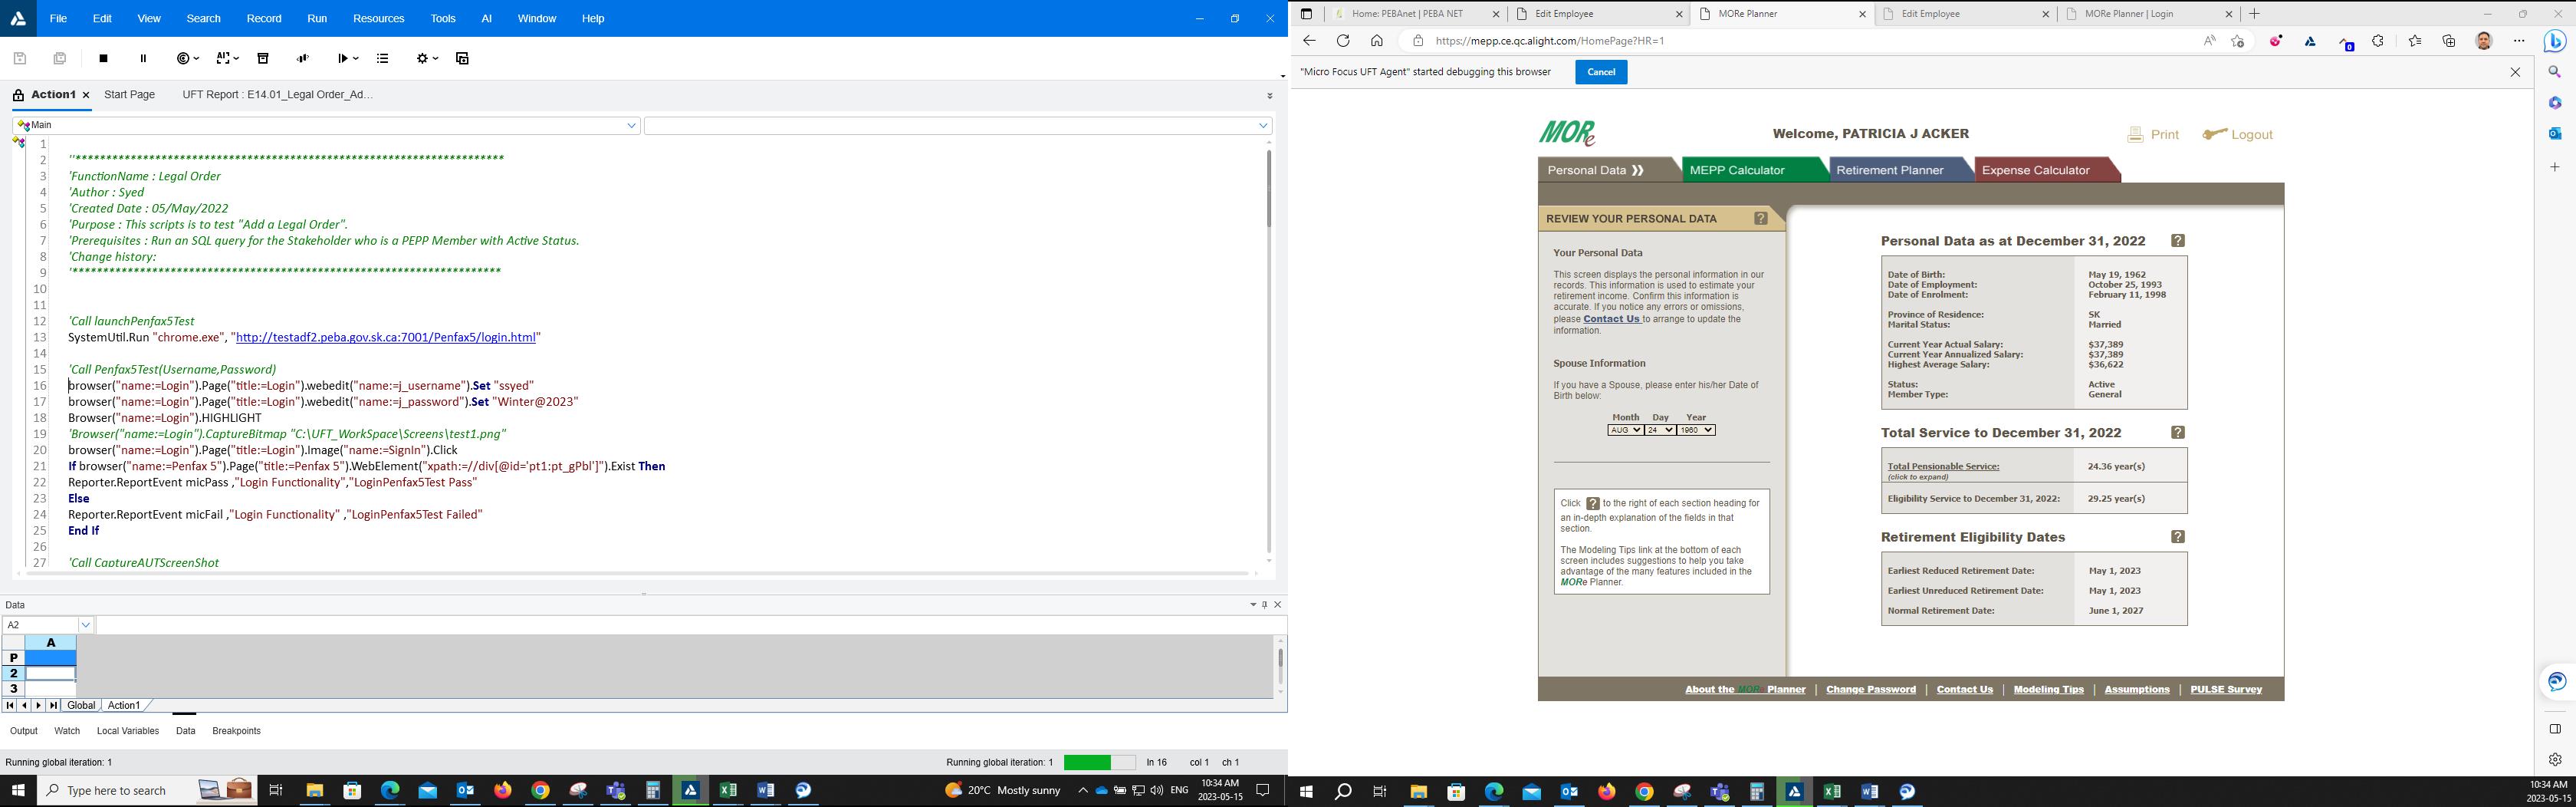 File Edit View Search Record Run Resources Tools AI Window Help
Action1 Start Page UFT Report : E14.01_Legal Order_Ad...
Main
1
2 ''**********************************************************************
3 'FunctionName : Legal Order
4 'Author : Syed
5 'Created Date : 05/May/2022
6 'Purpose : This scripts is to test "Add a Legal Order".
7 'Prerequisites : Run an SQL query for the Stakeholder who is a PEPP Member with Active Status.
8 'Change history:
9 '**********************************************************************
10
11
12 'Call launchPenfax5Test
13 SystemUtil.Run "chrome.exe", "http://testadf2.peba.gov.sk.ca:7001/Penfax5/login.html"
14
15 'Call Penfax5Test(Username,Password)
16 browser("name:=Login").Page("title:=Login").webedit("name:=j_username").Set "ssyed"
17 browser("name:=Login").Page("title:=Login").webedit("name:=j_password").Set "Winter@2023"
18 Browser("name:=Login").HIGHLIGHT
19 'Browser("name:=Login").CaptureBitmap "C:\UFT_WorkSpace\Screens\test1.png"
20 browser("name:=Login").Page("title:=Login").Image("name:=SignIn").Click
21 If browser("name:=Penfax 5").Page("title:=Penfax 5").WebElement("xpath:=//div[@id='pt1:pt_gPbl']").Exist Then
22 Reporter.ReportEvent micPass ,"Login Functionality","LoginPenfax5Test Pass"
23 Else
24 Reporter.ReportEvent micFail ,"Login Functionality" ,"LoginPenfax5Test Failed"
25 End If
26
27 'Call CaptureAUTScreenShot
Data
A2
A
P
2
3
Global Action1
Output Watch Local Variables Data Breakpoints
Running global iteration: 1 Running global iteration: 1 ln 16 col 1 ch 1
Type here to search 20°C Mostly sunny ENG 10:34 AM
2023-05-15
Home: PEBAnet | PEBA NET Edit Employee MORe Planner Edit Employee MORe Planner | Login
https://mepp.ce.qc.alight.com/HomePage?HR=1
0
"Micro Focus UFT Agent" started debugging this browser Cancel
MORe Welcome, PATRICIA J ACKER Print Logout
Personal Data MEPP Calculator Retirement Planner Expense Calculator
REVIEW YOUR PERSONAL DATA ?
Your Personal Data
This screen displays the personal information in our
records. This information is used to estimate your
retirement income. Confirm this information is
accurate. If you notice any errors or omissions,
please Contact Us to arrange to update the
information.
Spouse Information
If you have a Spouse, please enter his/her Date of
Birth below:
Month Day Year
AUG 24 1960
Click ? to the right of each section heading for
an in-depth explanation of the fields in that
section.
The Modeling Tips link at the bottom of each
screen includes suggestions to help you take
advantage of the many features included in the
MORe Planner.
Personal Data as at December 31, 2022 ?
Date of Birth: May 19, 1962
Date of Employment: October 25, 1993
Date of Enrolment: February 11, 1998
Province of Residence: SK
Marital Status: Married
Current Year Actual Salary: $37,389
Current Year Annualized Salary: $37,389
Highest Average Salary: $36,622
Status: Active
Member Type: General
Total Service to December 31, 2022 ?
Total Pensionable Service: 24.36 year(s)
(click to expand)
Eligibility Service to December 31, 2022: 29.25 year(s)
Retirement Eligibility Dates ?
Earliest Reduced Retirement Date: May 1, 2023
Earliest Unreduced Retirement Date: May 1, 2023
Normal Retirement Date: June 1, 2027
About the MORe Planner | Change Password | Contact Us | Modeling Tips | Assumptions | PULSE Survey
10:34 AM
2023-05-15